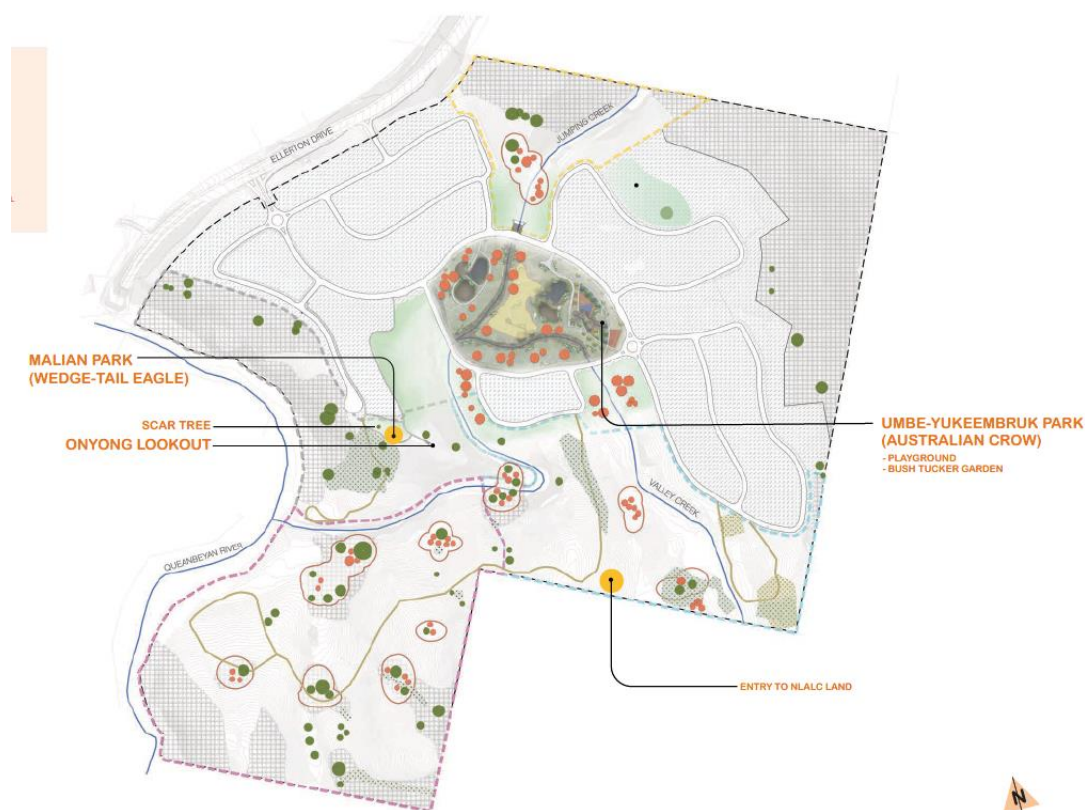 ELLERTON DRIVE
JUMPING CREEK
MALIAN PARK
(WEDGE-TAIL EAGLE)
SCAR TREE
ONYONG LOOKOUT
UMBE-YUKEEMBRUK PARK
(AUSTRALIAN CROW)
- PLAYGROUND
- BUSH TUCKER GARDEN
VALLEY CREEK
QUEANBEYAN RIVER
ENTRY TO NLALC LAND
N